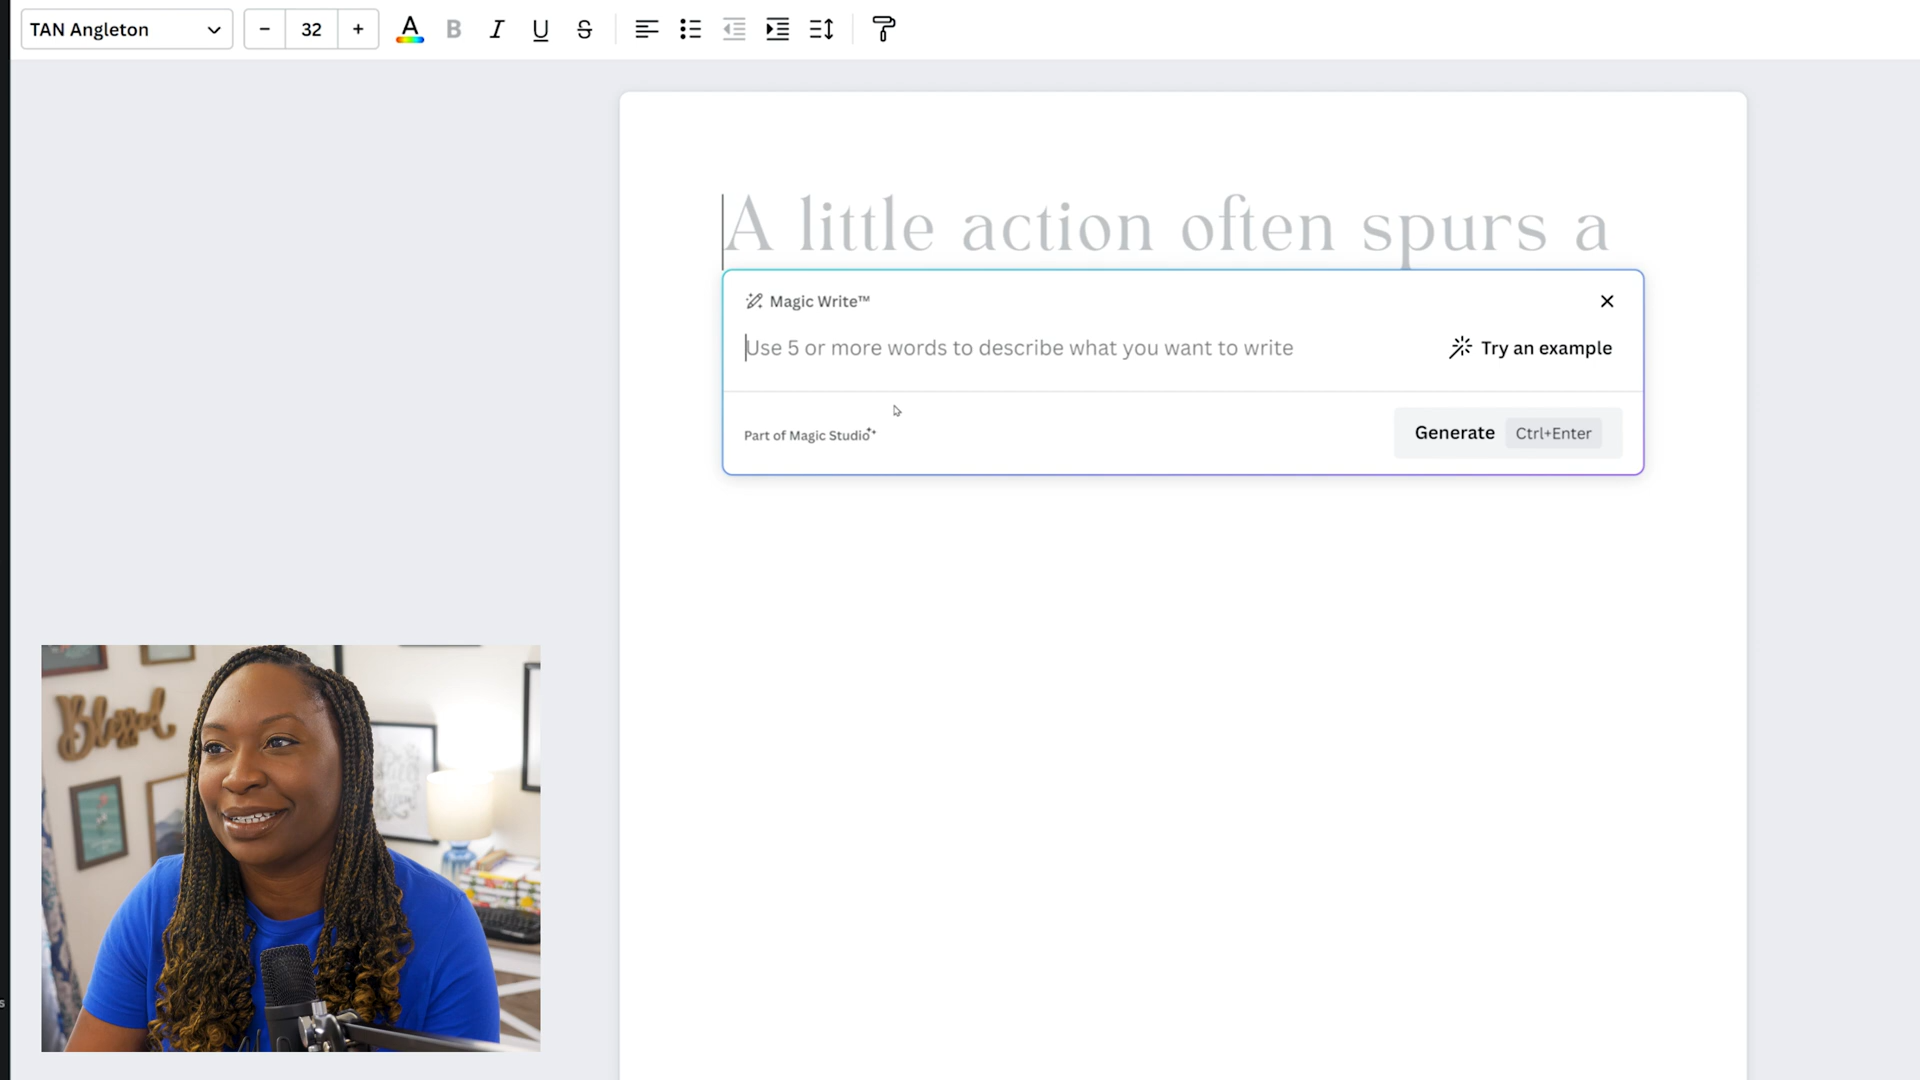 TAN Angleton
− 32 +
A
B I U S
A little action often spurs a
Magic Write™
Use 5 or more words to describe what you want to write
Try an example
Part of Magic Studio
Generate Ctrl+Enter
Blessed